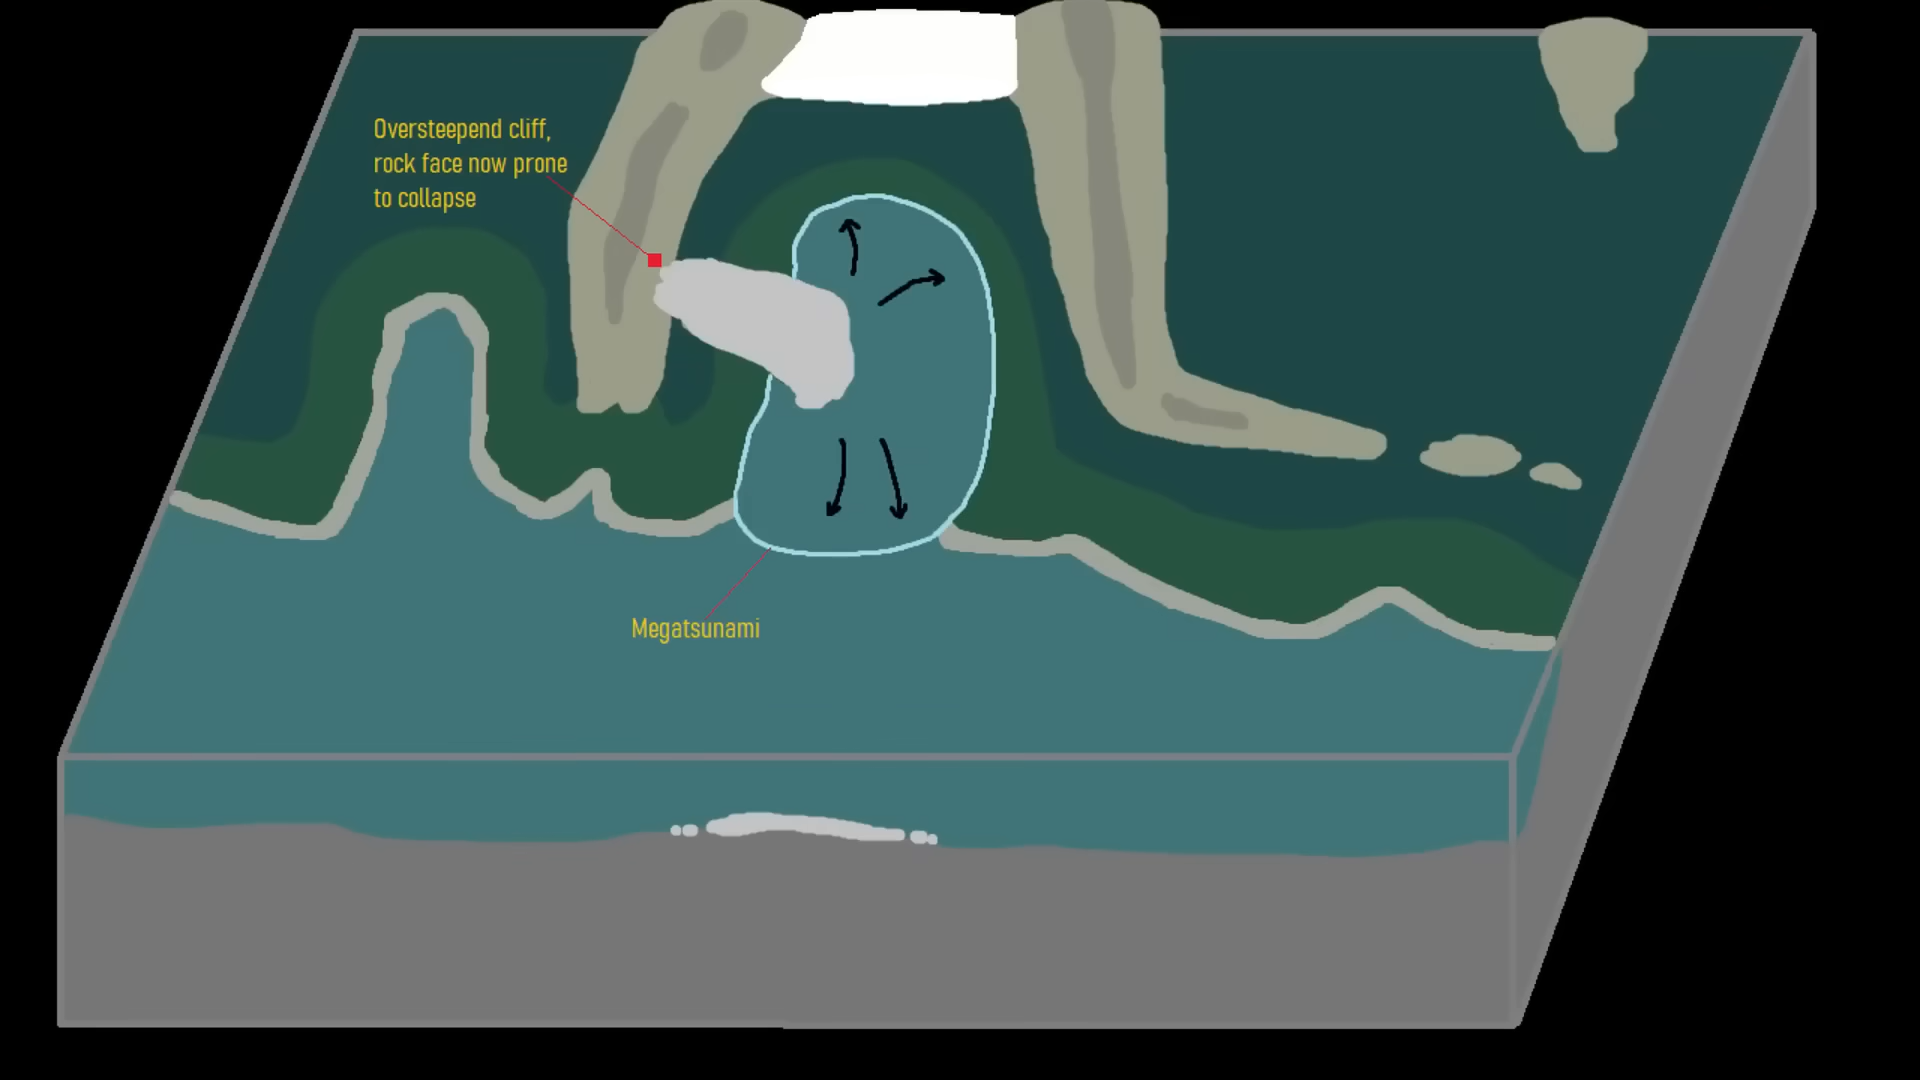 Oversteepend cliff,
rock face now prone
to collapse
Megatsunami